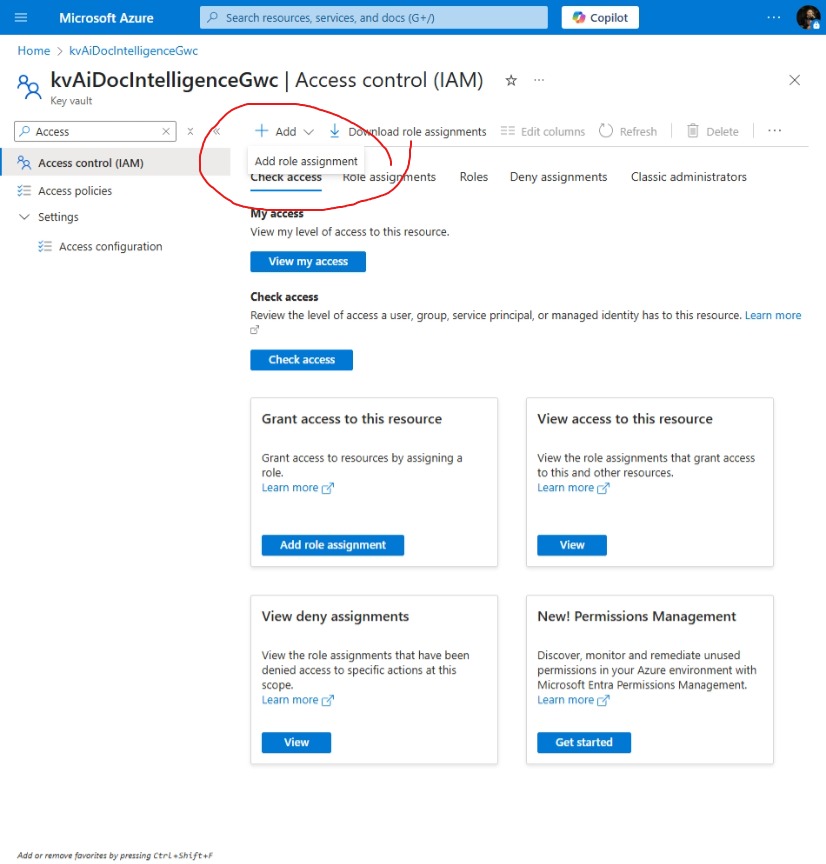 Microsoft Azure
Search resources, services, and docs (G+/)
Copilot
Home > kvAiDocIntelligenceGwc
kvAiDocIntelligenceGwc | Access control (IAM)
Key vault
Access
Add
Download role assignments
Edit columns
Refresh
Delete
Add role assignment
Access control (IAM)
Access policies
Settings
Access configuration
Check access
Role assignments
Roles
Deny assignments
Classic administrators
My access
View my level of access to this resource.
View my access
Check access
Review the level of access a user, group, service principal, or managed identity has to this resource. Learn more
Check access
Grant access to this resource
Grant access to resources by assigning a
role.
Learn more
Add role assignment
View access to this resource
View the role assignments that grant access
to this and other resources.
Learn more
View
View deny assignments
View the role assignments that have been
denied access to specific actions at this
scope.
Learn more
View
New! Permissions Management
Discover, monitor and remediate unused
permissions in your Azure environment with
Microsoft Entra Permissions Management.
Learn more
Get started
Add or remove favorites by pressing Ctrl+Shift+F